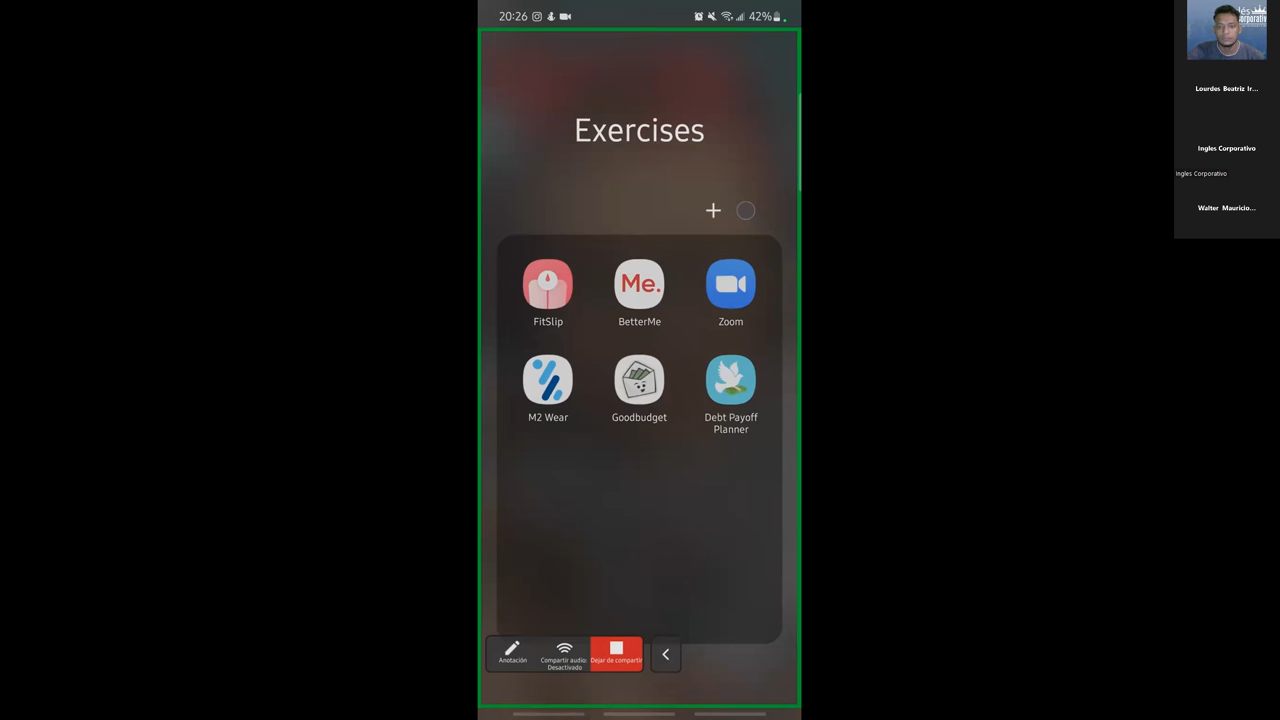 20:26
42%
Exercises
Me.
FitSlip
BetterMe
Zoom
M2 Wear
Goodbudget
Debt Payoff
Planner
Anotación
Compartir audio:
Desactivado
Dejar de compartir
Lourdes Beatriz Ir...
Ingles Corporativo
Ingles Corporativo
Walter Mauricio...